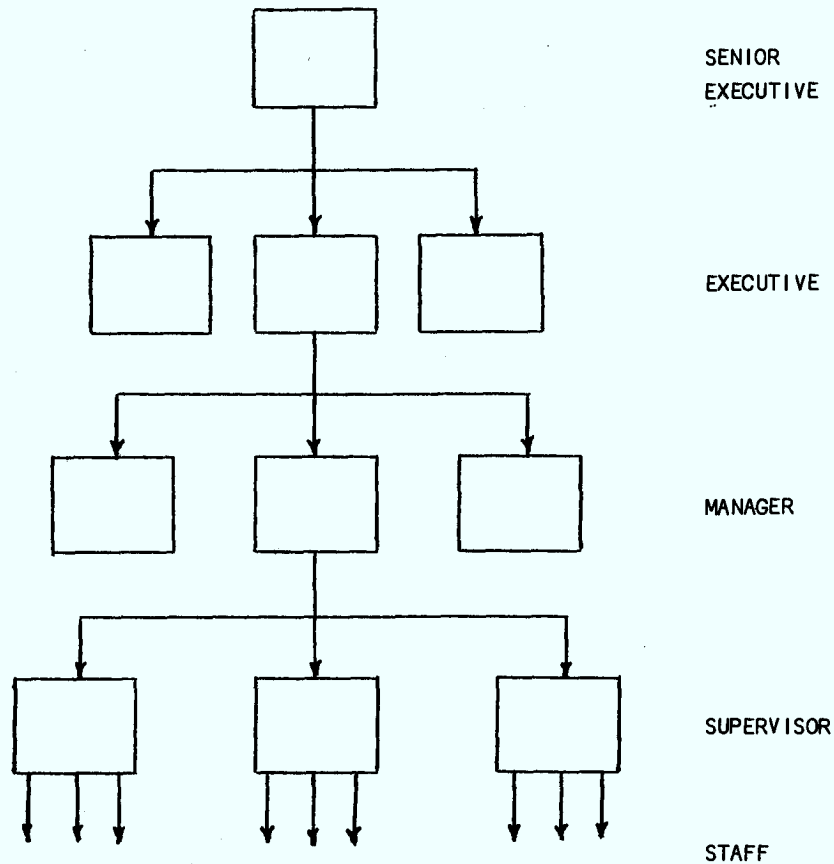 SENIOR
EXECUTIVE
EXECUTIVE
MANAGER
SUPERVISOR
STAFF